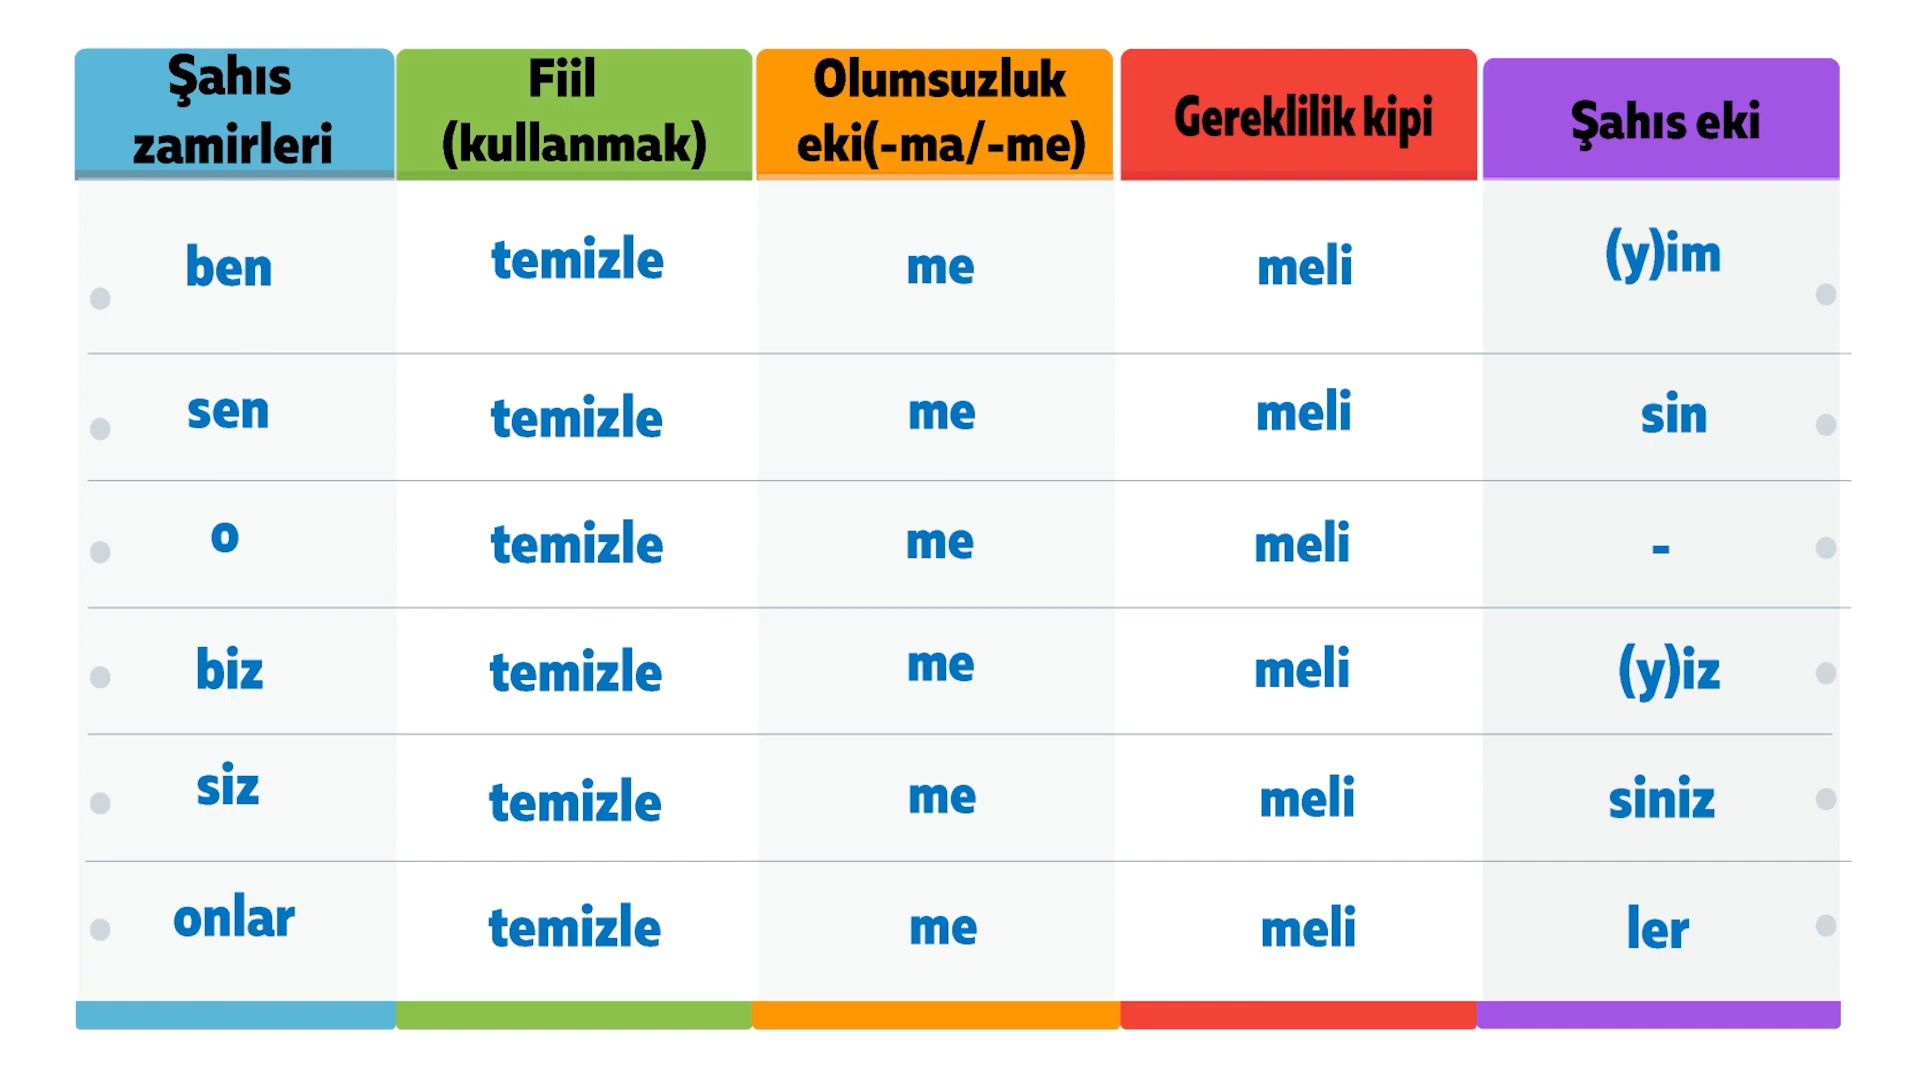 Şahıs
zamirleri
Fiil
(kullanmak)
Olumsuzluk
eki(-ma/-me)
Gereklilik kipi
Şahıs eki
ben temizle me meli (y)im
sen temizle me meli sin
o temizle me meli -
biz temizle me meli (y)iz
siz temizle me meli siniz
onlar temizle me meli ler